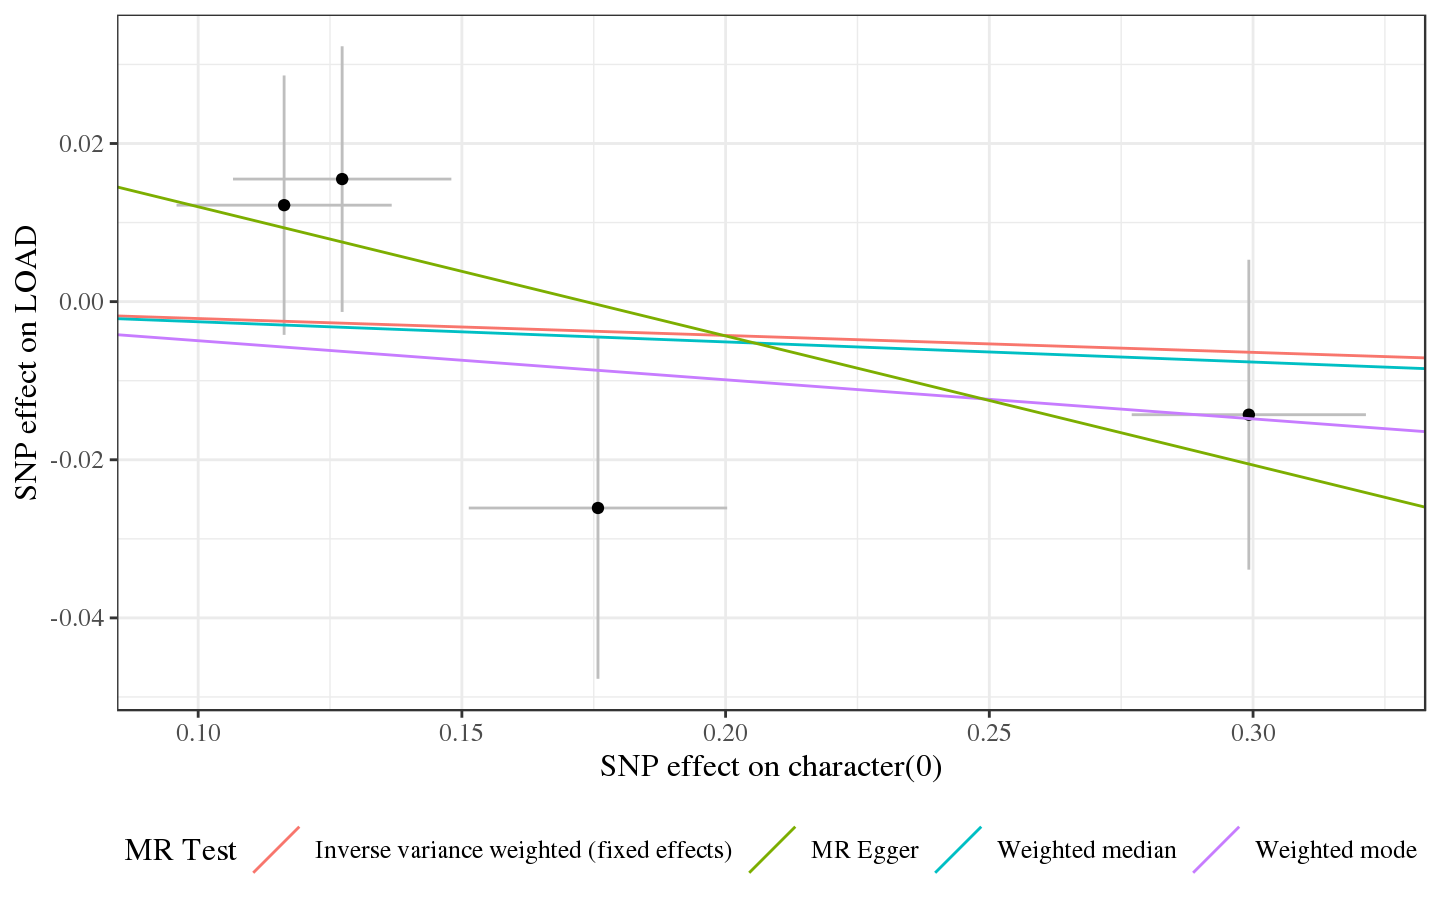 SNP effect on LOAD
0.02
0.00
-0.02
-0.04
0.10 0.15 0.20 0.25 0.30
SNP effect on character(0)
MR Test Inverse variance weighted (fixed effects) MR Egger Weighted median Weighted mode